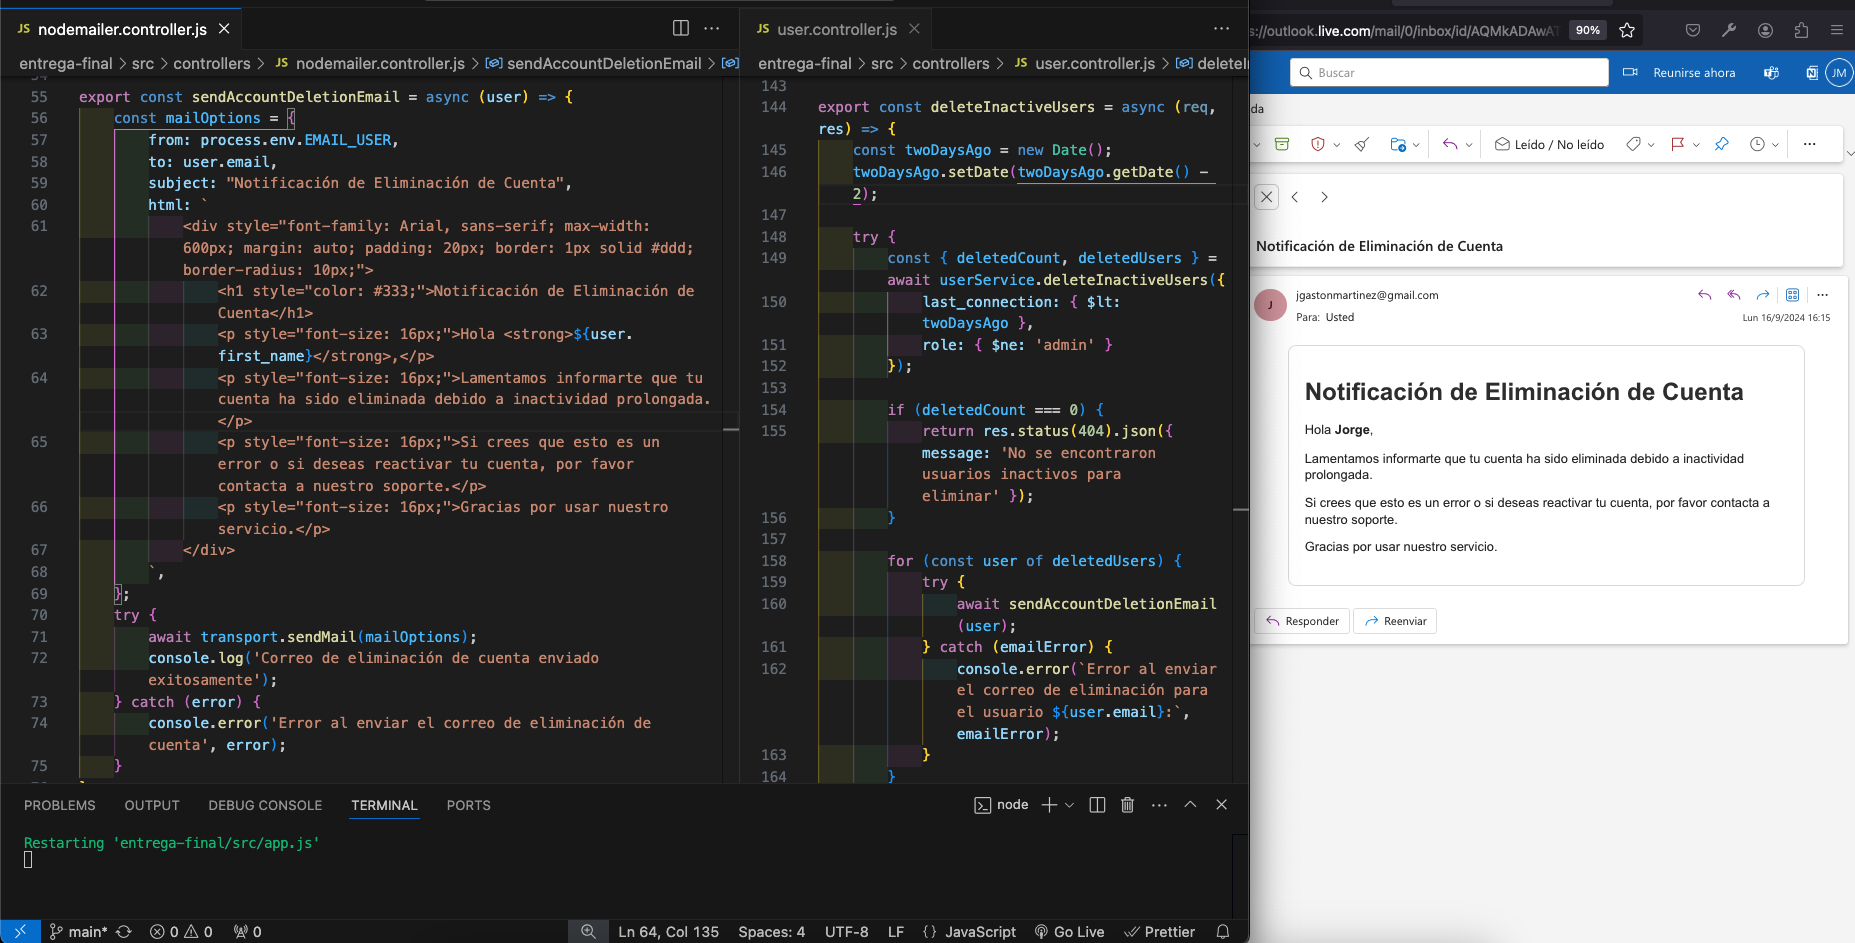 JS nodemailer.controller.js
entrega-final > src > controllers > JS nodemailer.controller.js > sendAccountDeletionEmail >
54
55 export const sendAccountDeletionEmail = async (user) => {
56 const mailOptions = {
57 from: process.env.EMAIL_USER,
58 to: user.email,
59 subject: "Notificación de Eliminación de Cuenta",
60 html: `
61 <div style="font-family: Arial, sans-serif; max-width:
600px; margin: auto; padding: 20px; border: 1px solid #ddd;
border-radius: 10px;">
62 <h1 style="color: #333;">Notificación de Eliminación de
Cuenta</h1>
63 <p style="font-size: 16px;">Hola <strong>${user.
first_name}</strong>,</p>
64 <p style="font-size: 16px;">Lamentamos informarte que tu
cuenta ha sido eliminada debido a inactividad prolongada.
</p>
65 <p style="font-size: 16px;">Si crees que esto es un
error o si deseas reactivar tu cuenta, por favor
contacta a nuestro soporte.</p>
66 <p style="font-size: 16px;">Gracias por usar nuestro
servicio.</p>
67 </div>
68 `,
69 };
70 try {
71 await transport.sendMail(mailOptions);
72 console.log('Correo de eliminación de cuenta enviado
exitosamente');
73 } catch (error) {
74 console.error('Error al enviar el correo de eliminación de
cuenta', error);
75 }
JS user.controller.js
entrega-final > src > controllers > JS user.controller.js > deleteI
143
144 export const deleteInactiveUsers = async (req,
res) => {
145 const twoDaysAgo = new Date();
146 twoDaysAgo.setDate(twoDaysAgo.getDate() -
2);
147
148 try {
149 const { deletedCount, deletedUsers } =
await userService.deleteInactiveUsers({
150 last_connection: { $lt:
twoDaysAgo },
151 role: { $ne: 'admin' }
152 });
153
154 if (deletedCount === 0) {
155 return res.status(404).json({
message: 'No se encontraron
usuarios inactivos para
eliminar' });
156 }
157
158 for (const user of deletedUsers) {
159 try {
160 await sendAccountDeletionEmail
(user);
161 } catch (emailError) {
162 console.error(`Error al enviar
el correo de eliminación para
el usuario ${user.email}:`,
emailError);
163 }
164 }
PROBLEMS OUTPUT DEBUG CONSOLE TERMINAL PORTS
node
Restarting 'entrega-final/src/app.js'
main* 0 0 0
Ln 64, Col 135 Spaces: 4 UTF-8 LF {} JavaScript Go Live Prettier
s://outlook.live.com/mail/0/inbox/id/AQMkADAwAT 90%
Buscar
Reunirse ahora
JM
da
Leído / No leído
Notificación de Eliminación de Cuenta
J
jgastonmartinez@gmail.com
Para: Usted
Lun 16/9/2024 16:15
Notificación de Eliminación de Cuenta
Hola Jorge,
Lamentamos informarte que tu cuenta ha sido eliminada debido a inactividad
prolongada.
Si crees que esto es un error o si deseas reactivar tu cuenta, por favor contacta a
nuestro soporte.
Gracias por usar nuestro servicio.
Responder
Reenviar